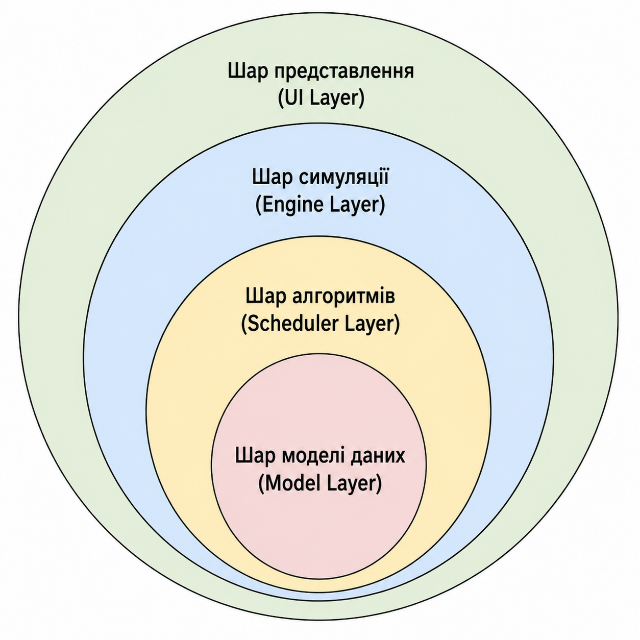 Шар представлення
(UI Layer)
Шар симуляції
(Engine Layer)
Шар алгоритмів
(Scheduler Layer)
Шар моделі даних
(Model Layer)